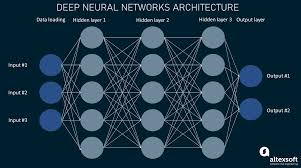 DEEP NEURAL NETWORKS ARCHITECTURE
Data loading Hidden layer 1 Hidden layer 2 Hidden layer 3 Output layer
Input #1
Input #2
Input #3
Output #1
Output #2
altexsoft